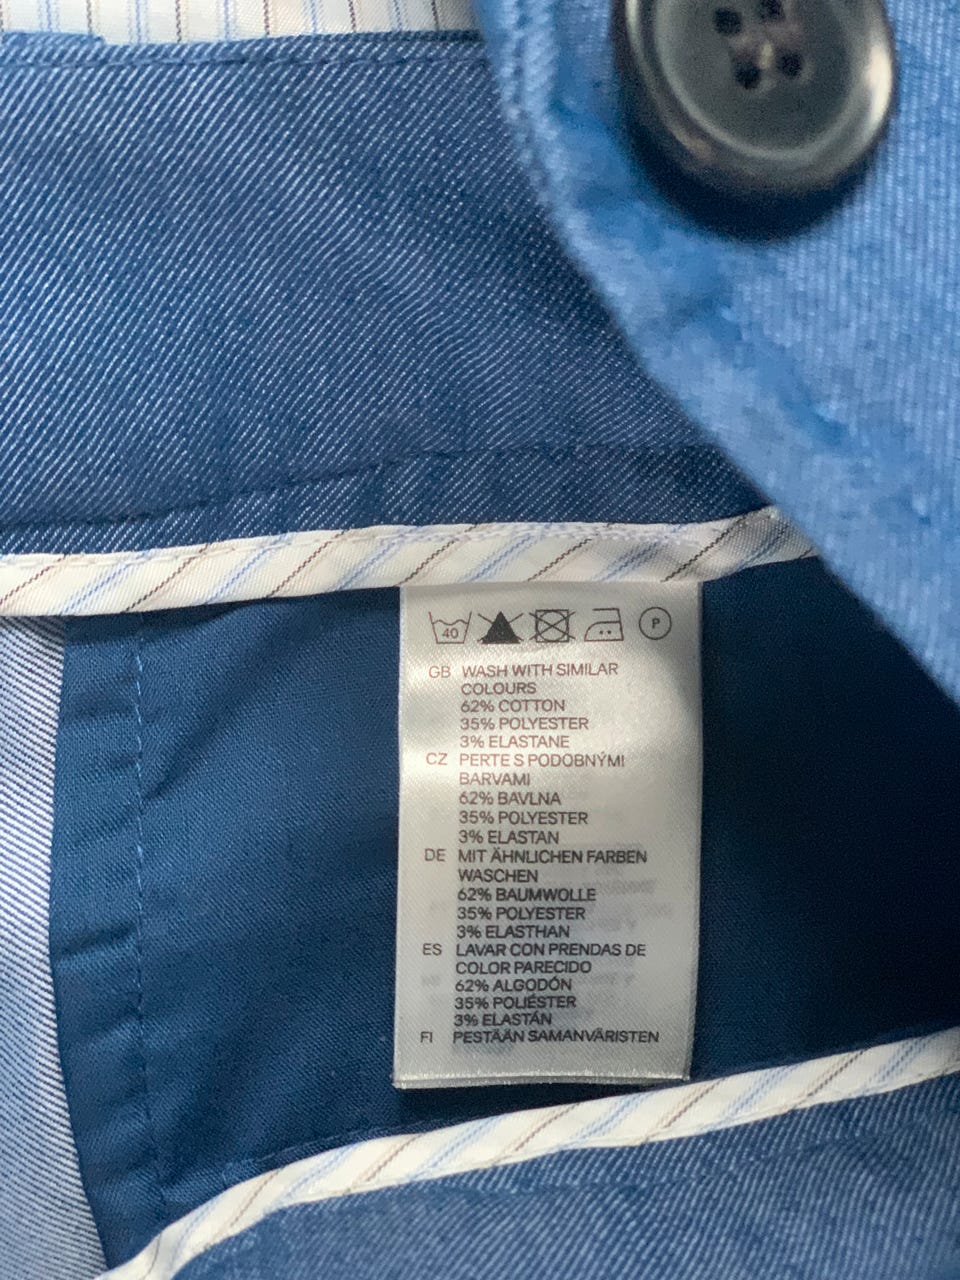 40 P
GB WASH WITH SIMILAR
COLOURS
62% COTTON
35% POLYESTER
3% ELASTANE
CZ PERTE S PODOBNÝMI
BARVAMI
62% BAVLNA
35% POLYESTER
3% ELASTAN
DE MIT ÄHNLICHEN FARBEN
WASCHEN
62% BAUMWOLLE
35% POLYESTER
3% ELASTHAN
ES LAVAR CON PRENDAS DE
COLOR PARECIDO
62% ALGODÓN
35% POLIÉSTER
3% ELASTÁN
FI PESTÄÄN SAMANVÄRISTEN